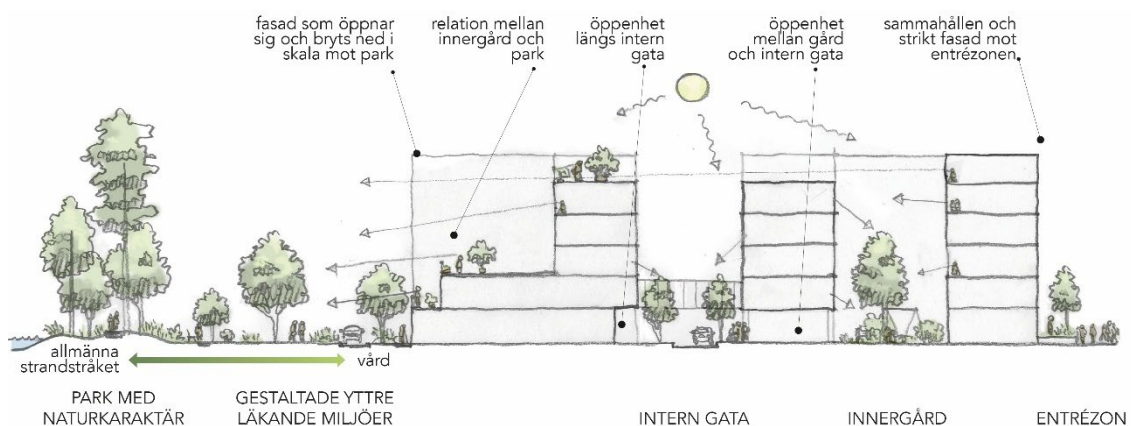 fasad som öppnar
sig och bryts ned i
skala mot park
relation mellan
innergård och
park
öppenhet
längs intern
gata
öppenhet
mellan gård
och intern gata
sammahållen och
strikt fasad mot
entrézonen
allmänna
strandstråket
vård
PARK MED
NATURKARAKTÄR
GESTALTADE YTTRE
LÄKANDE MILJÖER
INTERN GATA
INNERGÅRD
ENTRÉZON